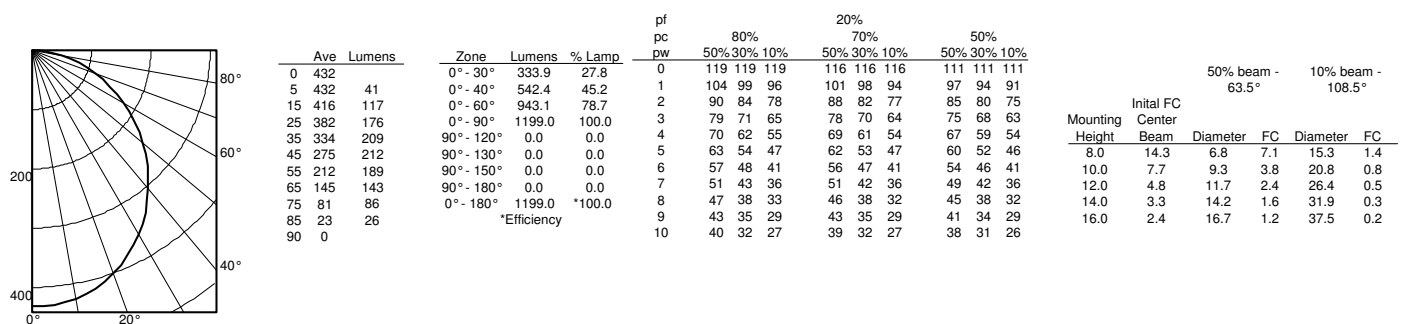 200
400
0°
20°
40°
60°
80°
Ave Lumens
0 432
5 432 41
15 416 117
25 382 176
35 334 209
45 275 212
55 212 189
65 145 143
75 81 86
85 23 26
90 0
Zone Lumens % Lamp
0°- 30° 333.9 27.8
0°- 40° 542.4 45.2
0°- 60° 943.1 78.7
0°- 90° 1199.0 100.0
90°- 120° 0.0 0.0
90°- 130° 0.0 0.0
90°- 150° 0.0 0.0
90°- 180° 0.0 0.0
0°- 180° 1199.0 *100.0
*Efficiency
pf 20%
pc 80% 70% 50%
pw 50% 30% 10% 50% 30% 10% 50% 30% 10%
0 119 119 119 116 116 116 111 111 111
1 104 99 96 101 98 94 97 94 91
2 90 84 78 88 82 77 85 80 75
3 79 71 65 78 70 64 75 68 63
4 70 62 55 69 61 54 67 59 54
5 63 54 47 62 53 47 60 52 46
6 57 48 41 56 47 41 54 46 41
7 51 43 36 51 42 36 49 42 36
8 47 38 33 46 38 32 45 38 32
9 43 35 29 43 35 29 41 34 29
10 40 32 27 39 32 27 38 31 26
50% beam - 10% beam -
63.5° 108.5°
Inital FC
Mounting Center
Height Beam Diameter FC Diameter FC
8.0 14.3 6.8 7.1 15.3 1.4
10.0 7.7 9.3 3.8 20.8 0.8
12.0 4.8 11.7 2.4 26.4 0.5
14.0 3.3 14.2 1.6 31.9 0.3
16.0 2.4 16.7 1.2 37.5 0.2